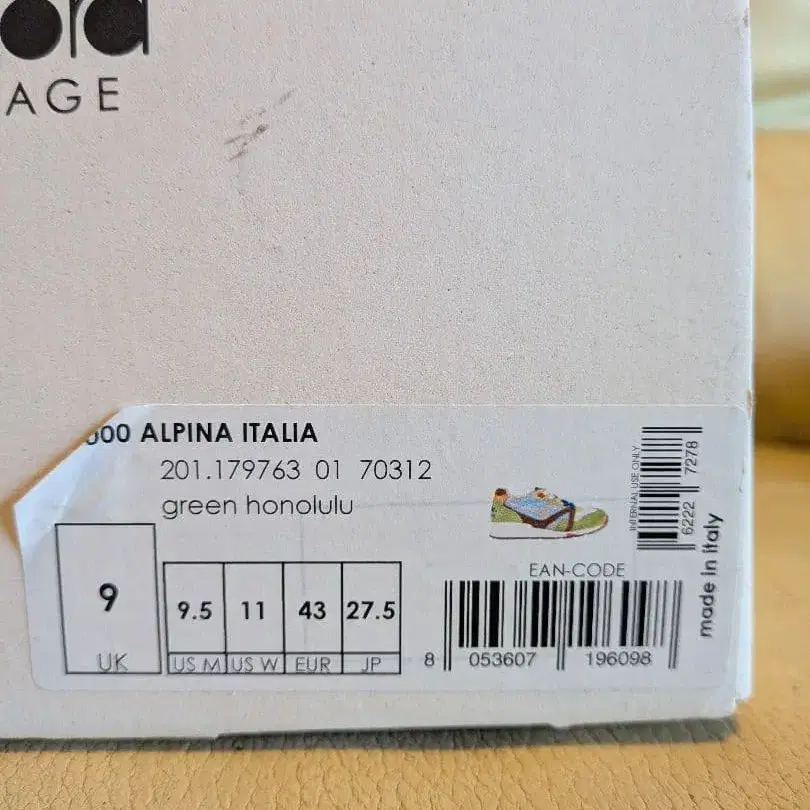 ora
AGE
000 ALPINA ITALIA
201.179763 01 70312
green honolulu
INTERNAL USE ONLY
6222 7278
made in italy
9
UK
9.5 11 43 27.5
US M US W EUR JP
EAN-CODE
8 053607 196098